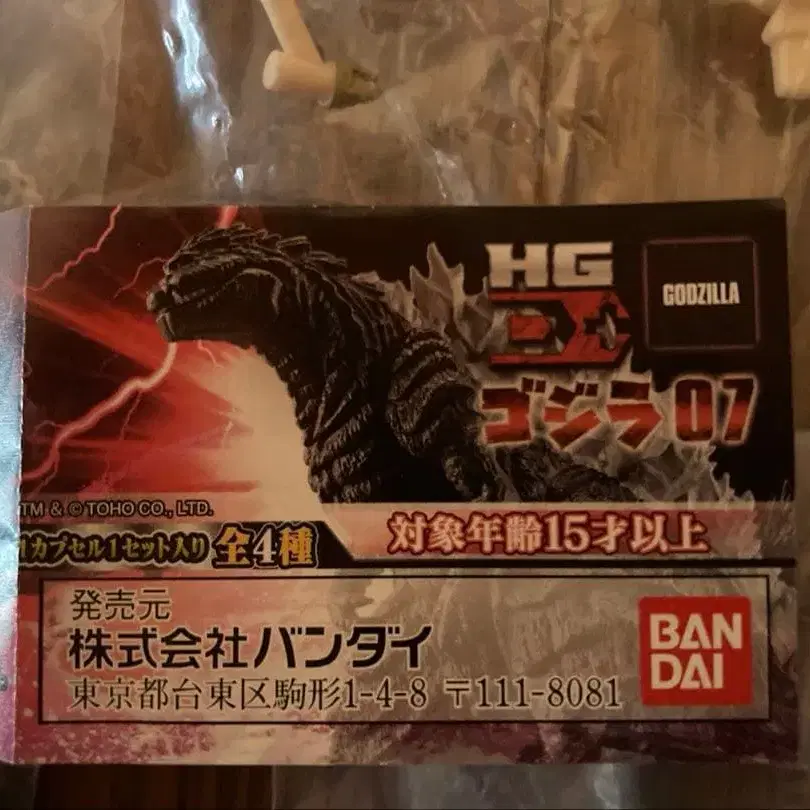 HG
D+
GODZILLA
ゴジラ 07
TM & © TOHO CO., LTD.
1カプセル1セット入り 全4種
対象年齢15才以上
発売元
株式会社バンダイ
東京都台東区駒形1-4-8 〒111-8081
BAN
DAI